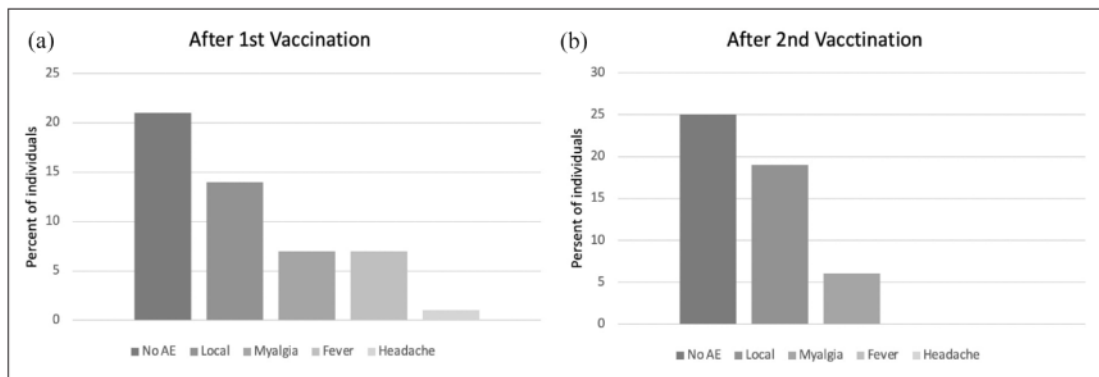 (a)
After 1st Vaccination
Percent of individuals
25
20
15
10
5
0
No AE Local Myalgia Fever Headache
(b)
After 2nd Vacctination
Persent of individuals
30
25
20
15
10
5
0
No AE Local Myalgia Fever Headache